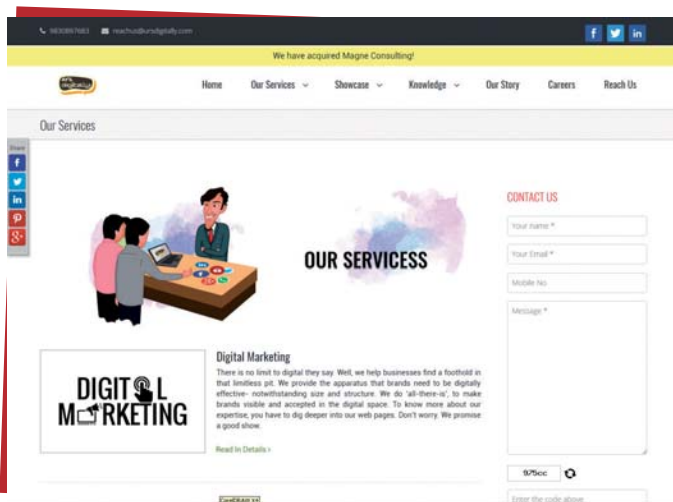 9830897683 reachus@ursdigitally.com
We have acquired Magne Consulting!
urs digitally
Home Our Services Showcase Knowledge Our Story Careers Reach Us
Our Services
Share
CONTACT US
Your name *
Your Email *
Mobile No
Message *
OUR SERVICESS
DIGITAL
MARKETING
Digital Marketing
There is no limit to digital they say. Well, we help businesses find a foothold in
that limitless pit. We provide the apparatus that brands need to be digitally
effective- notwithstanding size and structure. We do 'all-there-is', to make
brands visible and accepted in the digital space. To know more about our
expertise, you have to dig deeper into our web pages. Don't worry. We promise
a good show.
Read In Details ›
975cc
Enter the code above